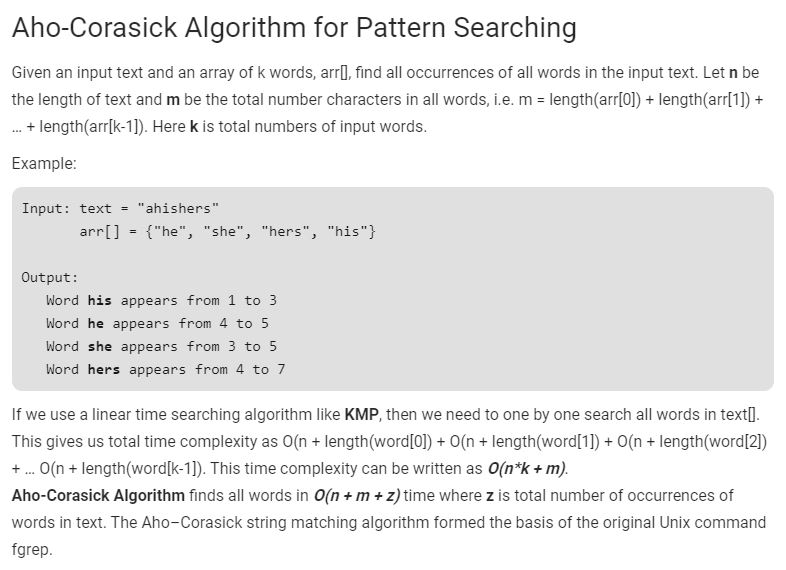 Aho-Corasick Algorithm for Pattern Searching
Given an input text and an array of k words, arr[], find all occurrences of all words in the input text. Let n be
the length of text and m be the total number characters in all words, i.e. m = length(arr[0]) + length(arr[1]) +
… + length(arr[k-1]). Here k is total numbers of input words.
Example:
Input: text = "ahishers"
       arr[] = {"he", "she", "hers", "his"}
Output:
   Word his appears from 1 to 3
   Word he appears from 4 to 5
   Word she appears from 3 to 5
   Word hers appears from 4 to 7
If we use a linear time searching algorithm like KMP, then we need to one by one search all words in text[].
This gives us total time complexity as O(n + length(word[0]) + O(n + length(word[1]) + O(n + length(word[2])
+ … O(n + length(word[k-1]). This time complexity can be written as O(n*k + m).
Aho-Corasick Algorithm finds all words in O(n + m + z) time where z is total number of occurrences of
words in text. The Aho–Corasick string matching algorithm formed the basis of the original Unix command
fgrep.